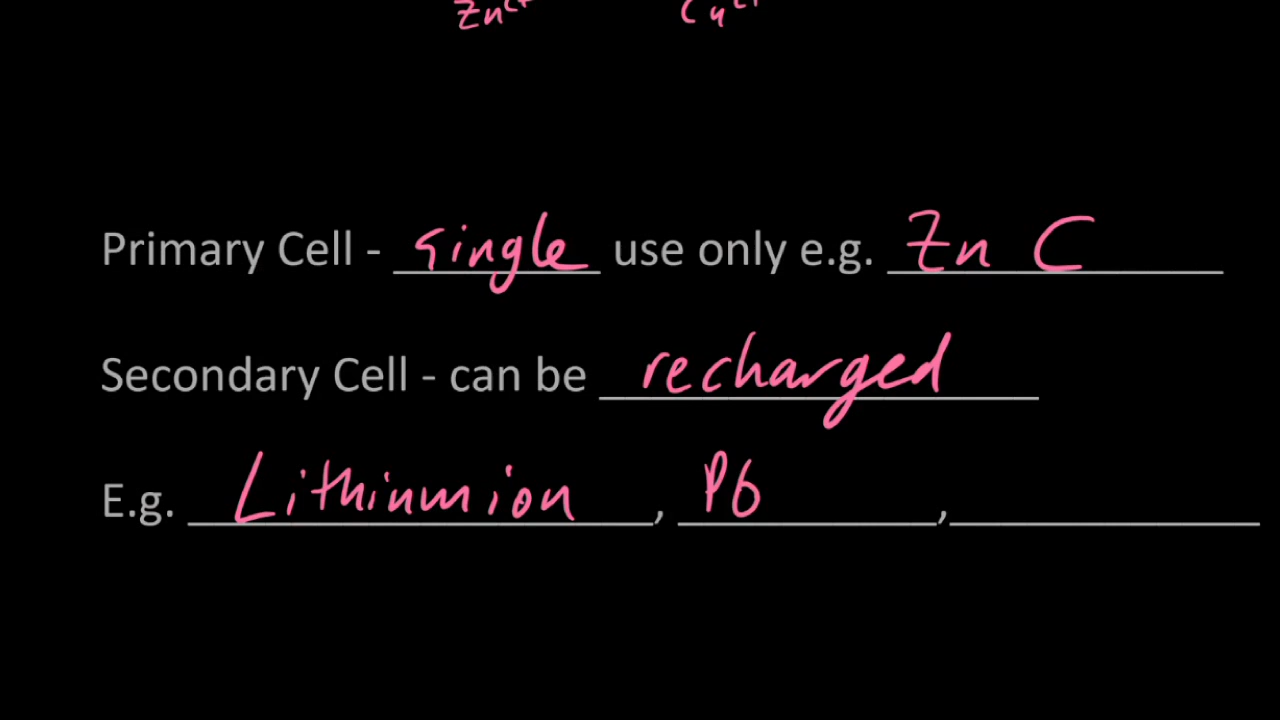 Primary Cell - single use only e.g. Zn C
Secondary Cell - can be recharged
E.g. Lithium ion, Pb,